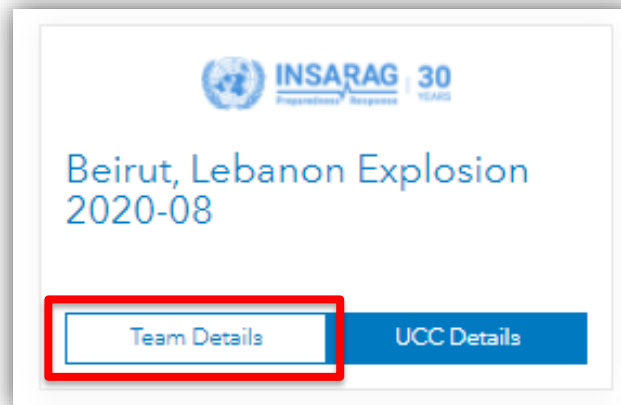 INSARAG 30
Preparedness Response YEARS
Beirut, Lebanon Explosion
2020-08
Team Details UCC Details